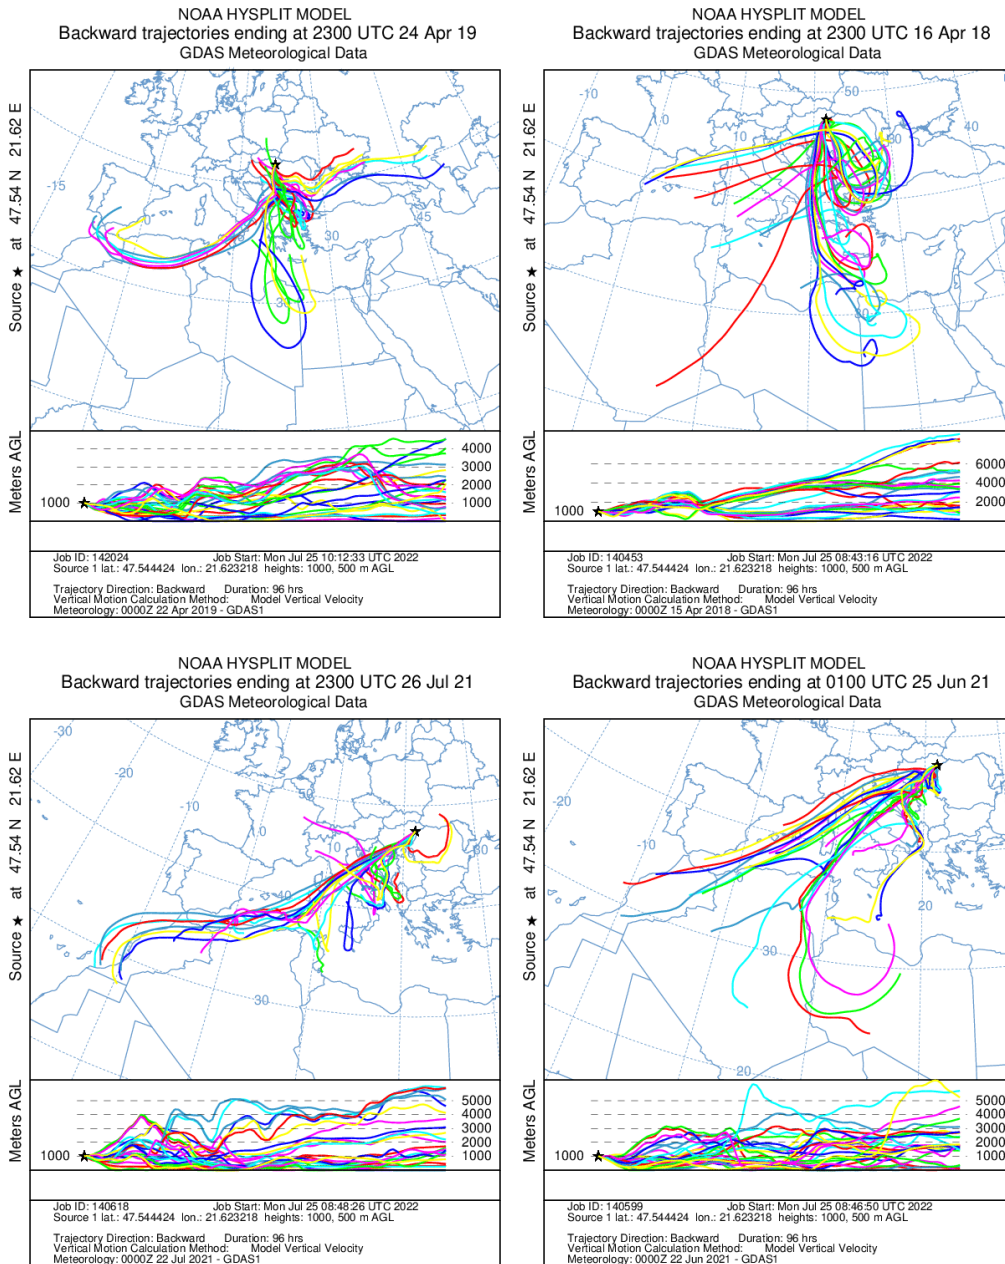 NOAA HYSPLIT MODEL
Backward trajectories ending at 2300 UTC 24 Apr 19
GDAS Meteorological Data
Source ★ at 47.54 N 21.62 E
-15
45
30
30
Meters AGL
4000
3000
2000
1000
1000
Job ID: 142024 Job Start: Mon Jul 25 10:12:33 UTC 2022
Source 1 lat.: 47.544424 lon.: 21.623218 heights: 1000, 500 m AGL
Trajectory Direction: Backward Duration: 96 hrs
Vertical Motion Calculation Method: Model Vertical Velocity
Meteorology: 0000Z 22 Apr 2019 - GDAS1
NOAA HYSPLIT MODEL
Backward trajectories ending at 2300 UTC 16 Apr 18
GDAS Meteorological Data
Source ★ at 47.54 N 21.62 E
-10
0
10
50
30
40
30
Meters AGL
6000
4000
2000
1000
Job ID: 140453 Job Start: Mon Jul 25 08:43:16 UTC 2022
Source 1 lat.: 47.544424 lon.: 21.623218 heights: 1000, 500 m AGL
Trajectory Direction: Backward Duration: 96 hrs
Vertical Motion Calculation Method: Model Vertical Velocity
Meteorology: 0000Z 15 Apr 2018 - GDAS1
NOAA HYSPLIT MODEL
Backward trajectories ending at 2300 UTC 26 Jul 21
GDAS Meteorological Data
Source ★ at 47.54 N 21.62 E
-30
-20
-10
0
10
50
30
40
30
Meters AGL
5000
4000
3000
2000
1000
1000
Job ID: 140618 Job Start: Mon Jul 25 08:48:26 UTC 2022
Source 1 lat.: 47.544424 lon.: 21.623218 heights: 1000, 500 m AGL
Trajectory Direction: Backward Duration: 96 hrs
Vertical Motion Calculation Method: Model Vertical Velocity
Meteorology: 0000Z 22 Jul 2021 - GDAS1
NOAA HYSPLIT MODEL
Backward trajectories ending at 0100 UTC 25 Jun 21
GDAS Meteorological Data
Source ★ at 47.54 N 21.62 E
-20
-10
10
20
30
20
Meters AGL
5000
4000
3000
2000
1000
1000
Job ID: 140599 Job Start: Mon Jul 25 08:46:50 UTC 2022
Source 1 lat.: 47.544424 lon.: 21.623218 heights: 1000, 500 m AGL
Trajectory Direction: Backward Duration: 96 hrs
Vertical Motion Calculation Method: Model Vertical Velocity
Meteorology: 0000Z 22 Jun 2021 - GDAS1